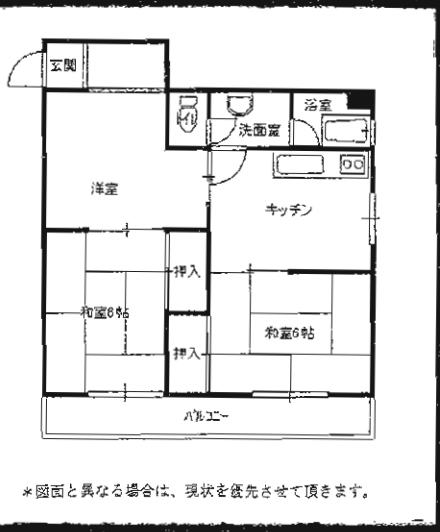 玄関
浴室
トイレ
洗面室
洋室
キッチン
押入
和室6帖
和室6帖
押入
バルコニー
*図面と異なる場合は、現状を優先させて頂きます。